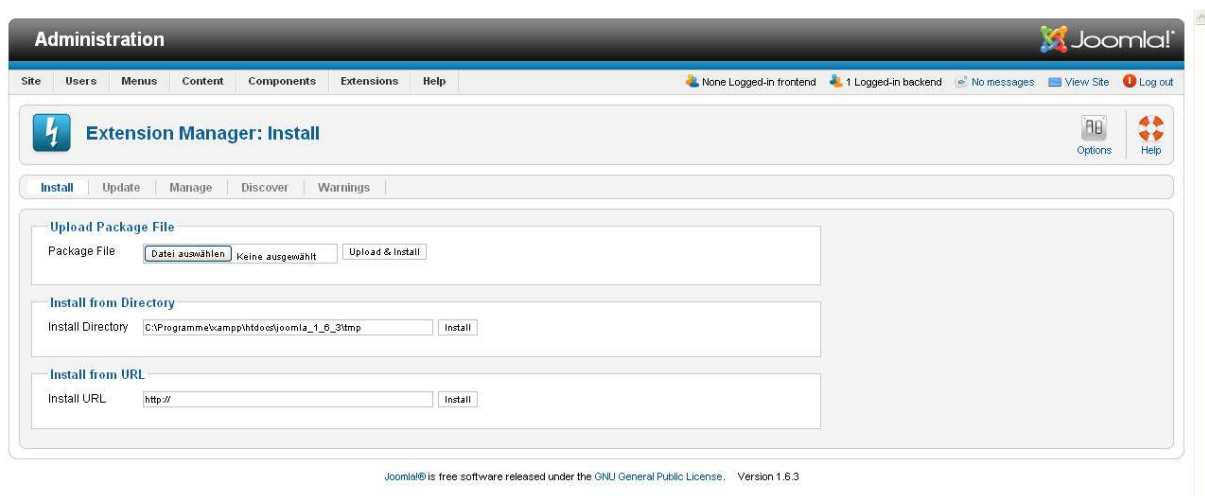 Administration
Joomla!
Site Users Menus Content Components Extensions Help None Logged-in frontend 1 Logged-in backend No messages View Site Log out
Extension Manager: Install
Options Help
Install Update Manage Discover Warnings
Upload Package File
Package File Datei auswählen Keine ausgewählt Upload & Install
Install from Directory
Install Directory C:\Programme\xampp\htdocs\joomla_1_6_3\tmp Install
Install from URL
Install URL http:// Install
Joomla!® is free software released under the GNU General Public License. Version 1.6.3